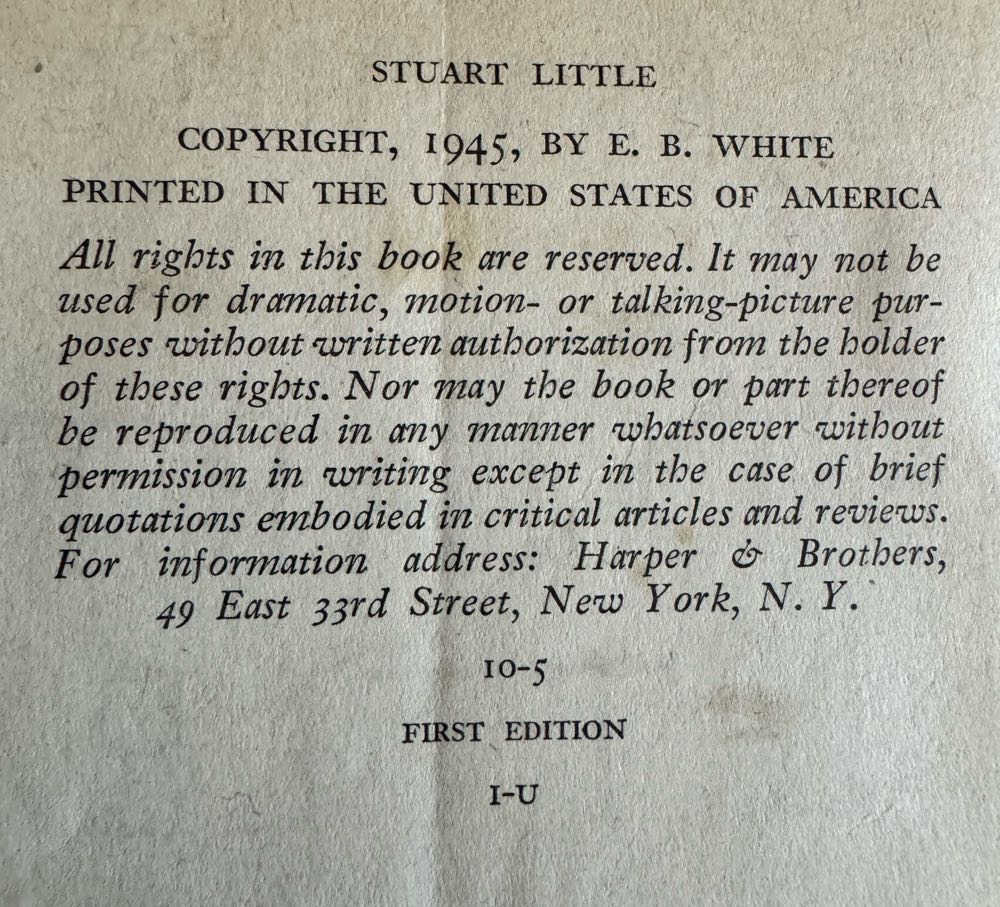 STUART LITTLE
COPYRIGHT, 1945, BY E. B. WHITE
PRINTED IN THE UNITED STATES OF AMERICA
All rights in this book are reserved. It may not be
used for dramatic, motion- or talking-picture pur-
poses without written authorization from the holder
of these rights. Nor may the book or part thereof
be reproduced in any manner whatsoever without
permission in writing except in the case of brief
quotations embodied in critical articles and reviews.
For information address: Harper & Brothers,
49 East 33rd Street, New York, N. Y.
10-5
FIRST EDITION
I-U